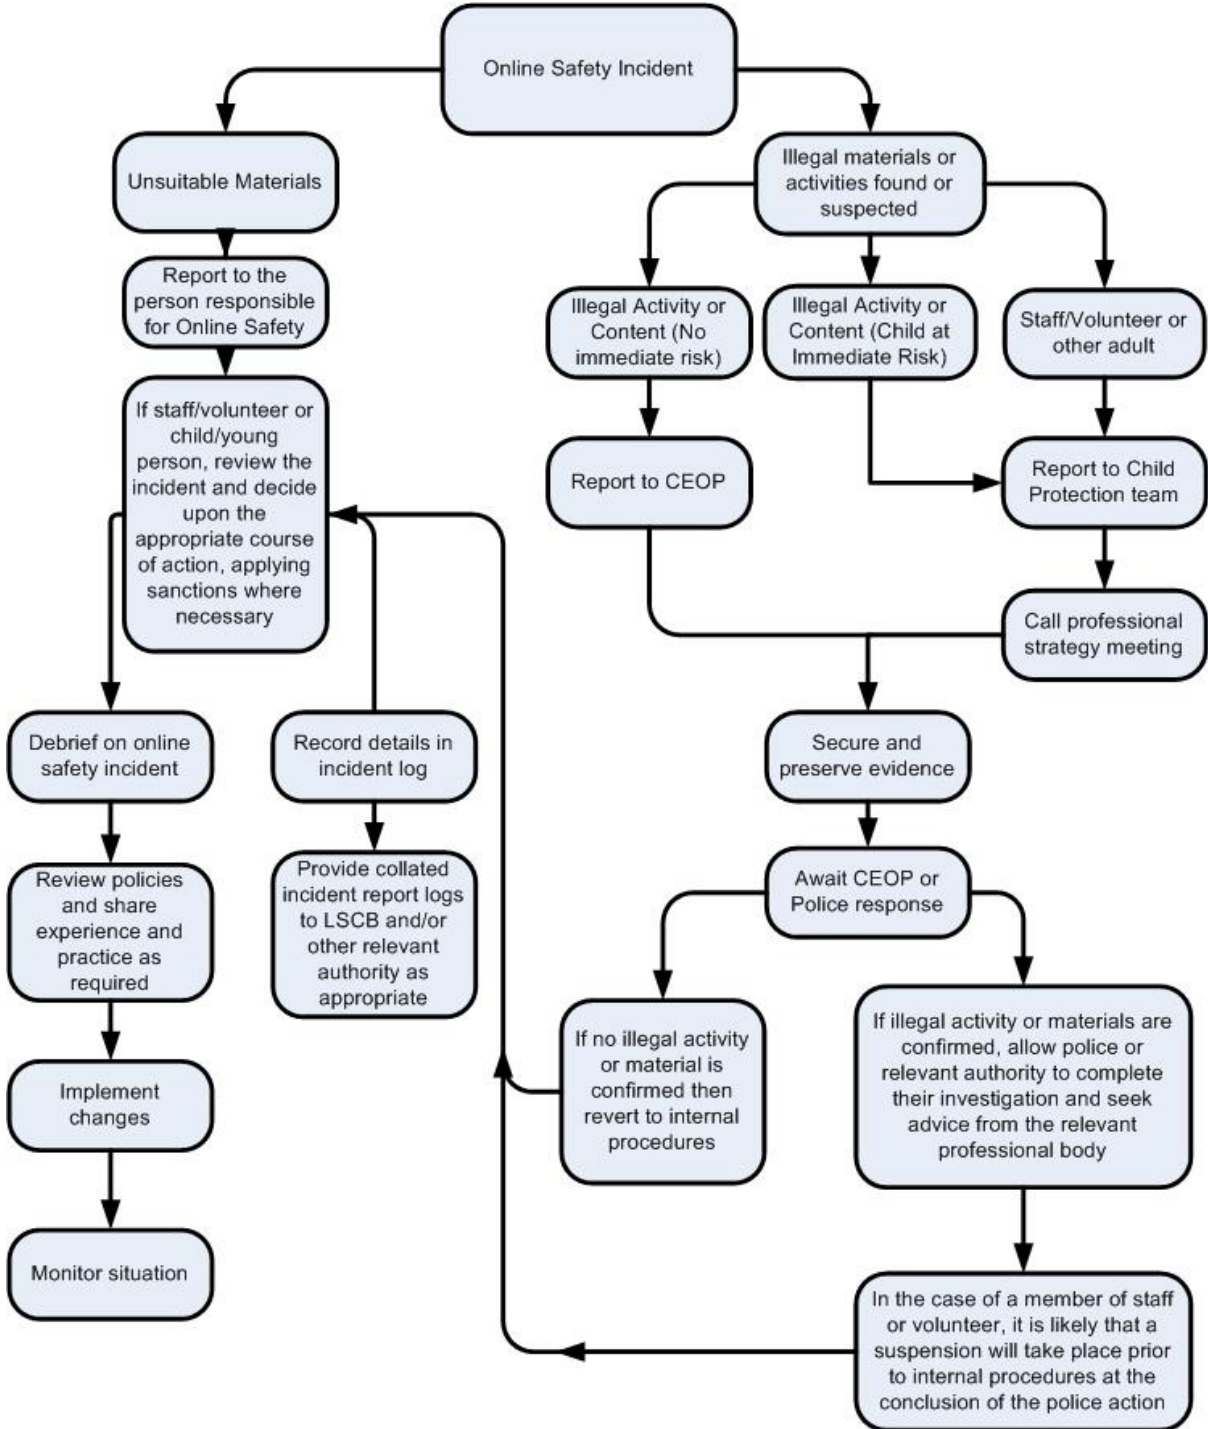 Online Safety Incident
Unsuitable Materials
Report to the
person responsible
for Online Safety
If staff/volunteer or
child/young
person, review the
incident and decide
upon the
appropriate course
of action, applying
sanctions where
necessary
Debrief on online
safety incident
Review policies
and share
experience and
practice as
required
Implement
changes
Monitor situation
Record details in
incident log
Provide collated
incident report logs
to LSCB and/or
other relevant
authority as
appropriate
Illegal materials or
activities found or
suspected
Illegal Activity or
Content (No
immediate risk)
Illegal Activity or
Content (Child at
Immediate Risk)
Staff/Volunteer or
other adult
Report to CEOP
Report to Child
Protection team
Call professional
strategy meeting
Secure and
preserve evidence
Await CEOP or
Police response
If no illegal activity
or material is
confirmed then
revert to internal
procedures
If illegal activity or materials are
confirmed, allow police or
relevant authority to complete
their investigation and seek
advice from the relevant
professional body
In the case of a member of staff
or volunteer, it is likely that a
suspension will take place prior
to internal procedures at the
conclusion of the police action